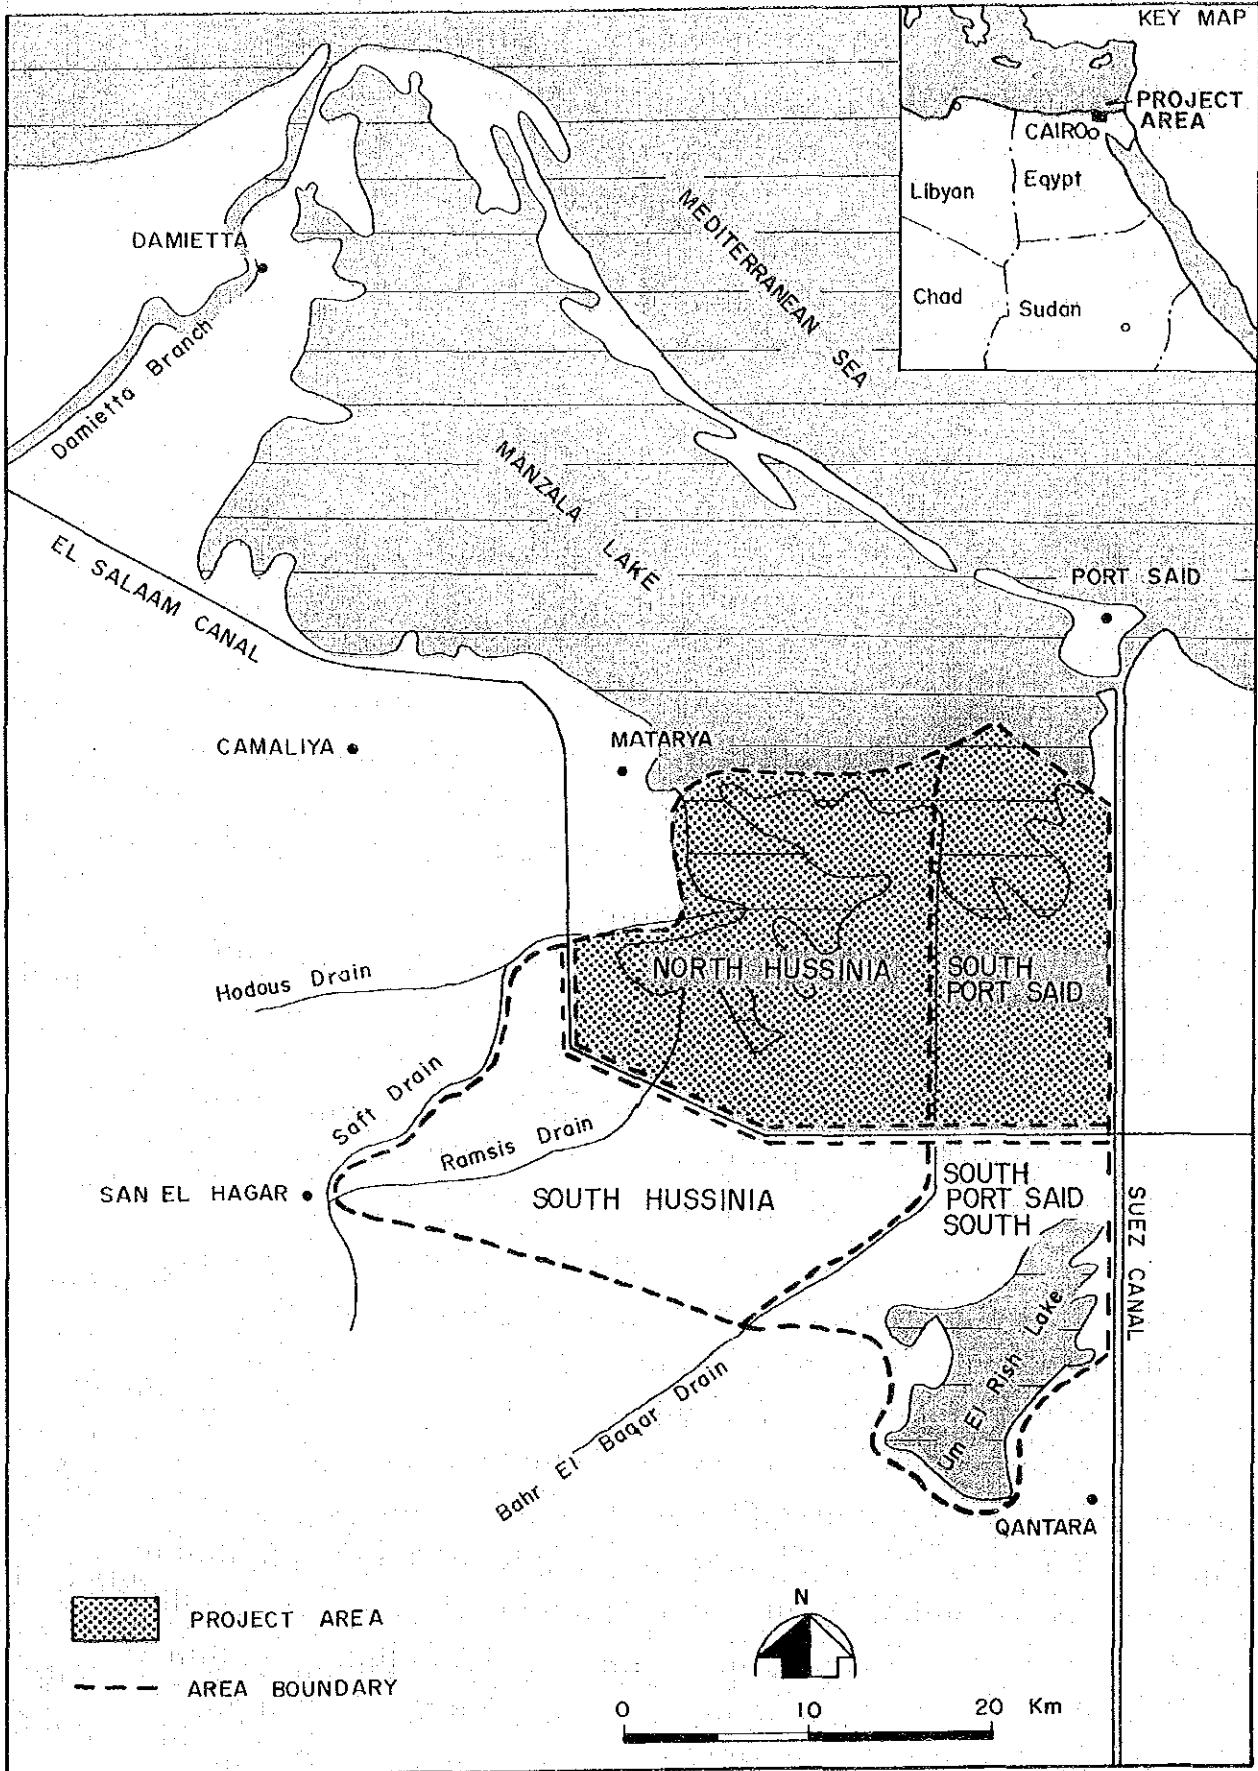 KEY MAP
PROJECT
AREA
CAIRO
Libyan
Eqypt
Chad
Sudan
DAMIETTA
Damietta Branch
MEDITERRANEAN SEA
MANZALA LAKE
EL SALAAM CANAL
PORT SAID
CAMALIYA
MATARYA
Hodous Drain
NORTH HUSSINIA
SOUTH
PORT SAID
Saft Drain
Ramsis Drain
SAN EL HAGAR
SOUTH HUSSINIA
SOUTH
PORT SAID
SOUTH
SUEZ CANAL
Um El Rish Lake
Bahr El Baqar Drain
QANTARA
PROJECT AREA
AREA BOUNDARY
N
0 10 20 Km